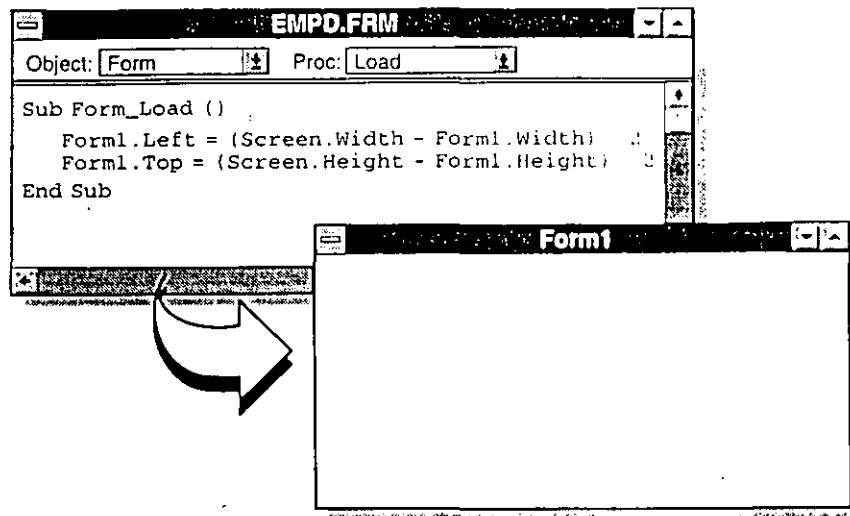 EMPD.FRM
Object: Form Proc: Load
Sub Form_Load ()
Form1.Left = (Screen.Width - Form1.Width)
Form1.Top = (Screen.Height - Form1.Height) 2
End Sub
Form1